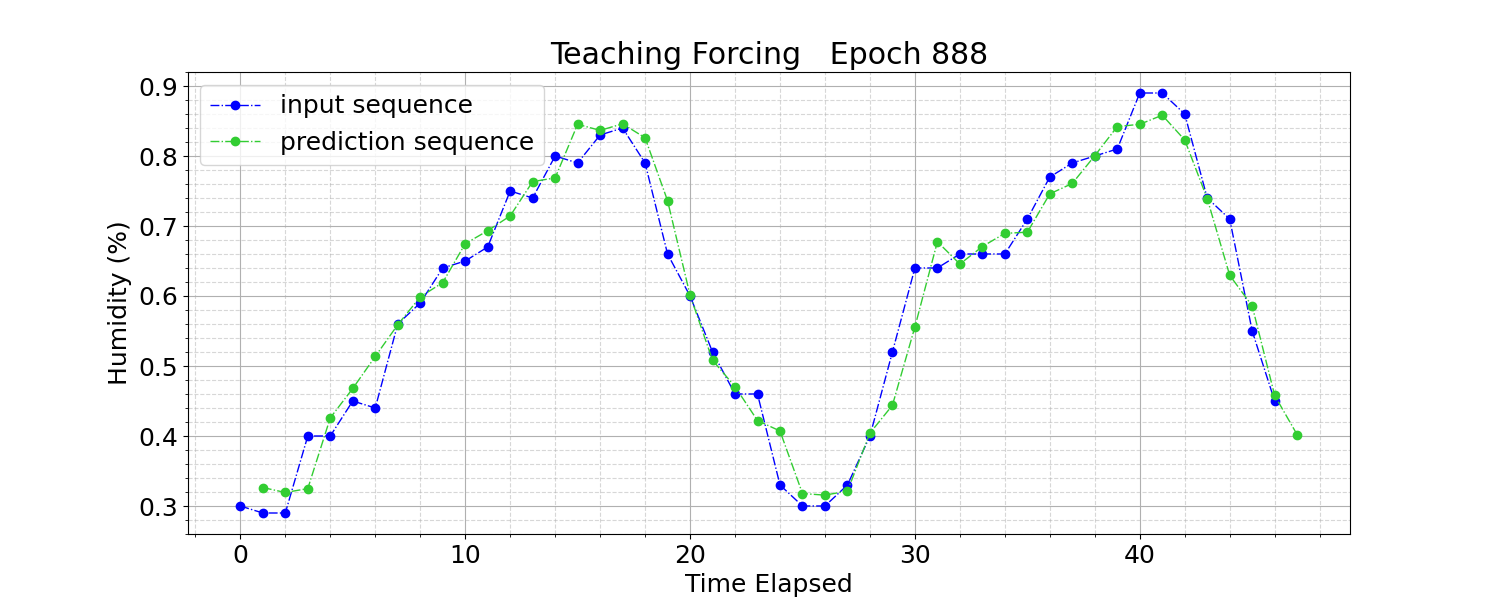 Teaching Forcing   Epoch 888
input sequence
prediction sequence
Humidity (%)
0.9
0.8
0.7
0.6
0.5
0.4
0.3
0 10 20 30 40
Time Elapsed